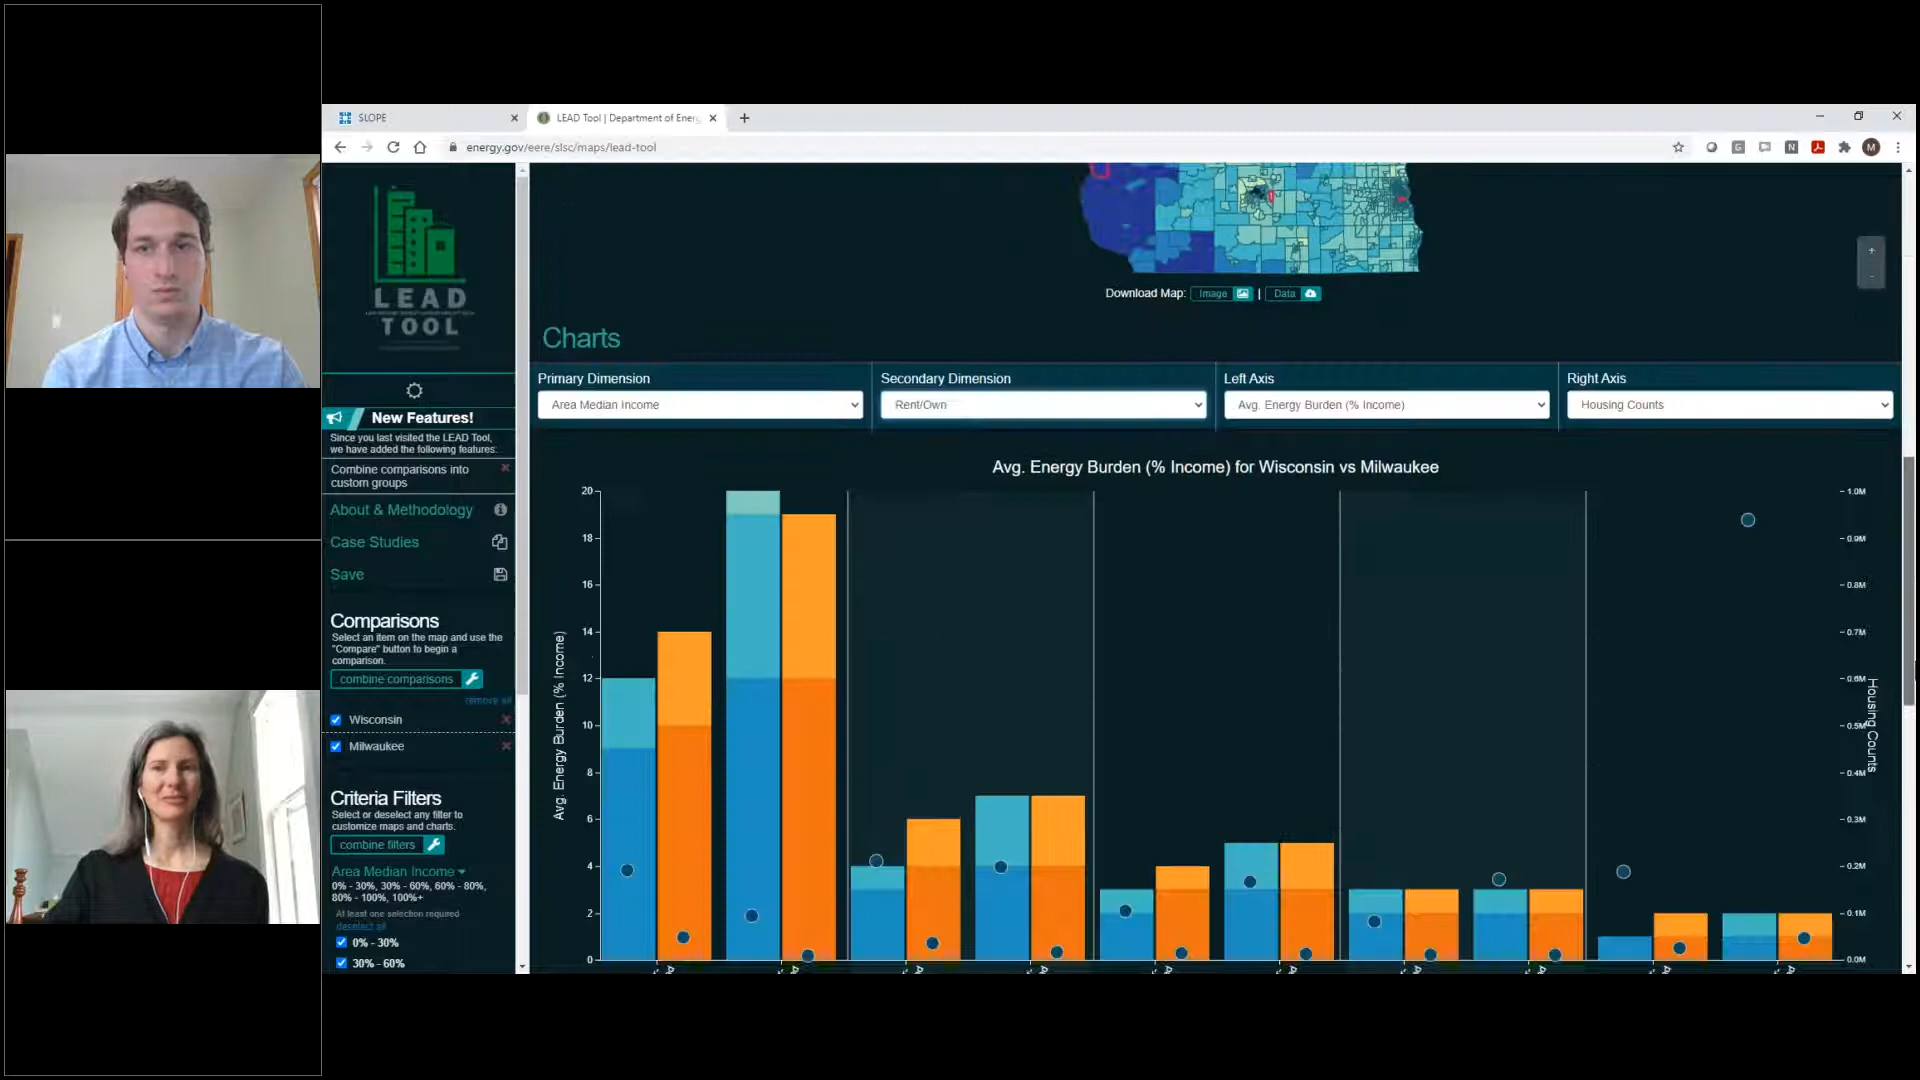 SLOPE
LEAD Tool | Department of Energ
energy.gov/eere/slsc/maps/lead-tool
M
LEAD
TOOL
New Features!
Since you last visited the LEAD Tool,
we have added the following features:
Combine comparisons into
custom groups
About & Methodology
Case Studies
Save
Comparisons
Select an item on the map and use the
"Compare" button to begin a
comparison.
combine comparisons
remove all
Wisconsin
Milwaukee
Criteria Filters
Select or deselect any filter to
customize maps and charts.
combine filters
Area Median Income
0% - 30%, 30% - 60%, 60% - 80%,
80% - 100%, 100%+
At least one selection required
deselect all
0% - 30%
30% - 60%
Download Map: Image | Data
Charts
Primary Dimension
Area Median Income
Secondary Dimension
Rent/Own
Left Axis
Avg. Energy Burden (% Income)
Right Axis
Housing Counts
Avg. Energy Burden (% Income) for Wisconsin vs Milwaukee
Avg. Energy Burden (% Income)
20
18
16
14
12
10
8
6
4
2
0
1.0M
0.9M
0.8M
0.7M
0.6M
0.5M
0.4M
0.3M
0.2M
0.1M
0.0M
Housing Counts